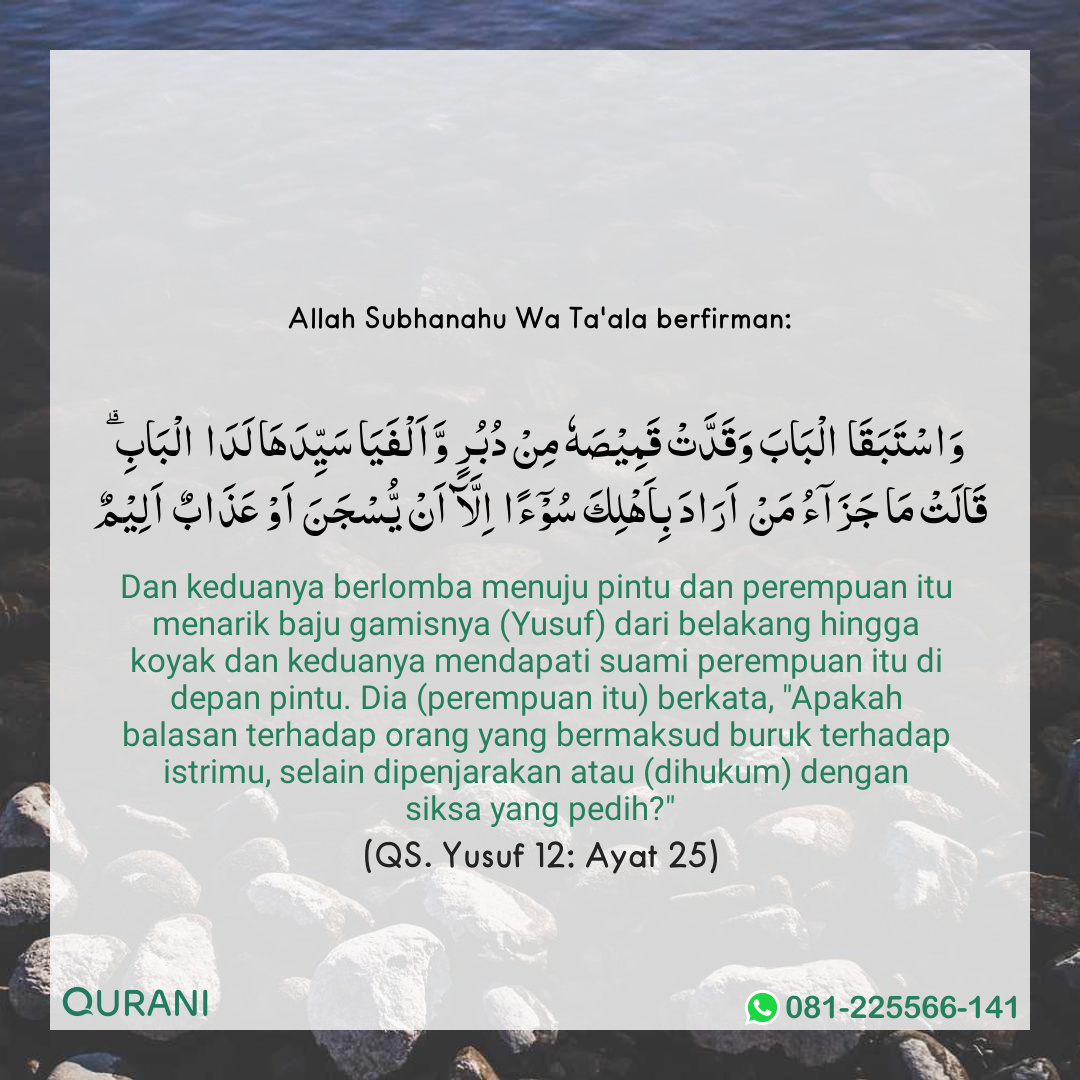 Allah Subhanahu Wa Ta'ala berfirman:
وَاسْتَبَقَا الْبَابَ وَقَدَّتْ قَمِيْصَهٗ مِنْ دُبُرٍ وَّاَلْفَيَا سَيِّدَهَا لَدَا الْبَابِ ۗ
قَالَتْ مَا جَزَآءُ مَنْ اَرَادَ بِاَهْلِكَ سُوْٓءًا اِلَّاۤ اَنْ يُّسْجَنَ اَوْ عَذَابٌ اَلِيْمٌ
Dan keduanya berlomba menuju pintu dan perempuan itu
menarik baju gamisnya (Yusuf) dari belakang hingga
koyak dan keduanya mendapati suami perempuan itu di
depan pintu. Dia (perempuan itu) berkata, "Apakah
balasan terhadap orang yang bermaksud buruk terhadap
istrimu, selain dipenjarakan atau (dihukum) dengan
siksa yang pedih?"
(QS. Yusuf 12: Ayat 25)
QURANI
081-225566-141